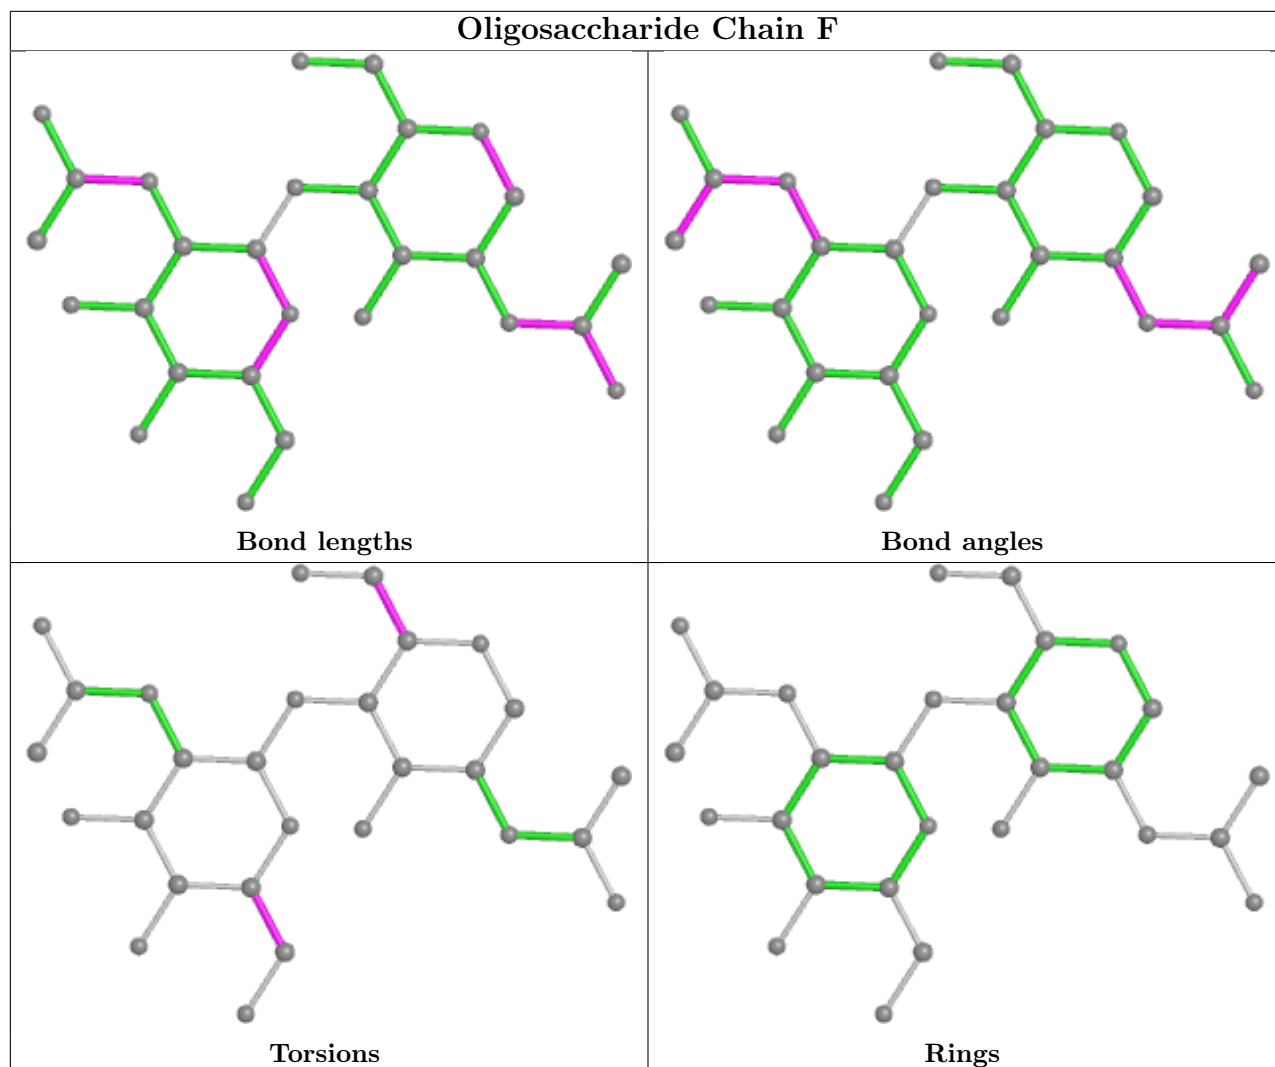 Oligosaccharide Chain F
Bond lengths
Bond angles
Torsions
Rings